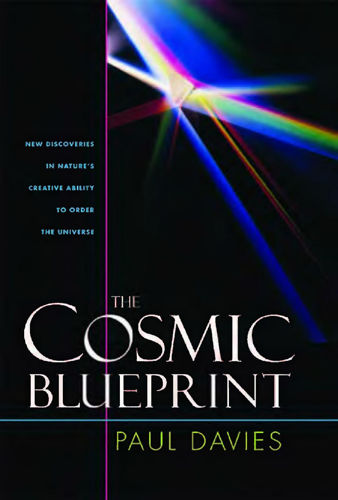 NEW DISCOVERIES
IN NATURE'S
CREATIVE ABILITY
TO ORDER
THE UNIVERSE
THE
COSMIC
BLUEPRINT
PAUL DAVIES